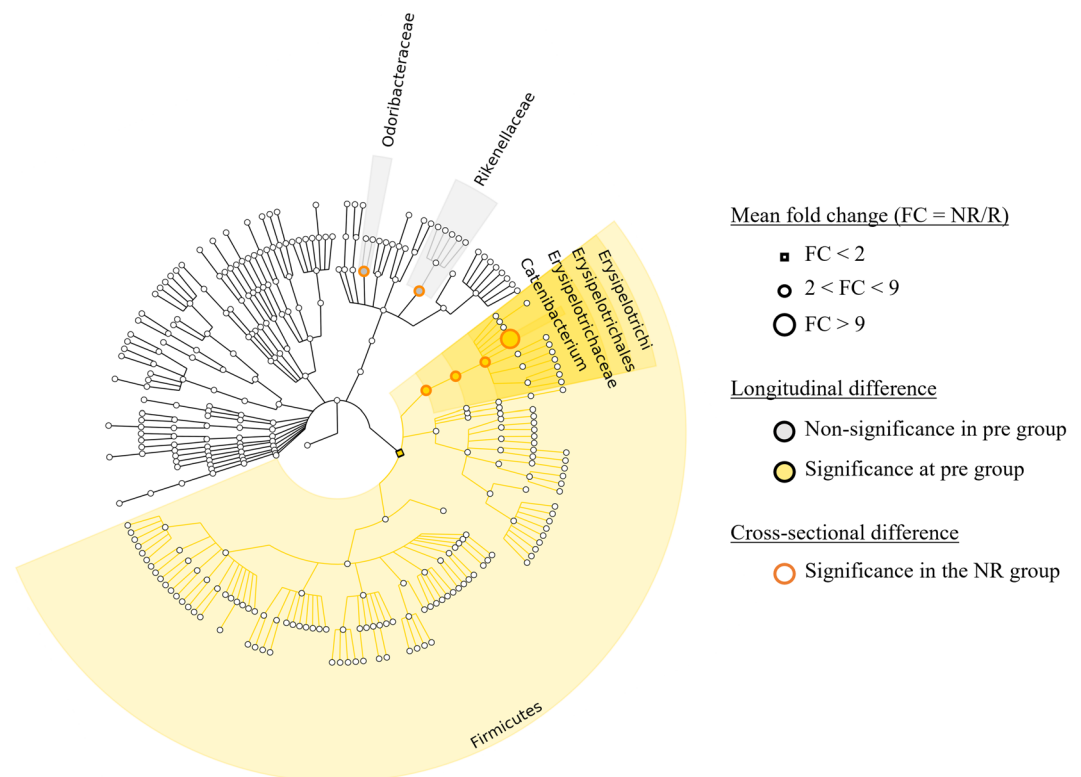 Odoribacteraceae
Rikenellaceae
Erysipelotrichi
Erysipelotrichales
Erysipelotrichaceae
Catenibacterium
Firmicutes
Mean fold change (FC = NR/R)
FC < 2
2 < FC < 9
FC > 9
Longitudinal difference
Non-significance in pre group
Significance at pre group
Cross-sectional difference
Significance in the NR group